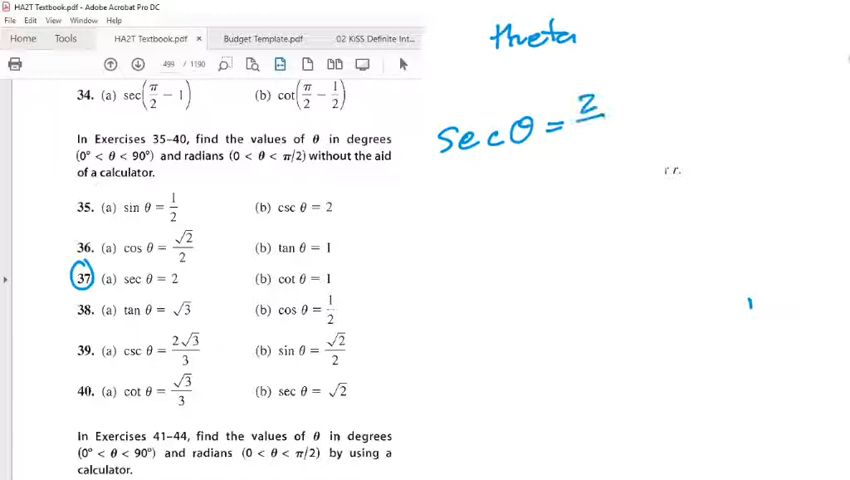 HA2T Textbook.pdf - Adobe Acrobat Pro DC
File Edit View Window Help
Home Tools HA2T Textbook.pdf × Budget Template.pdf 02 KiSS Definite Int...
499 / 1190
34. (a) sec(π/2 − 1) (b) cot(π/2 − 1/2)
In Exercises 35–40, find the values of θ in degrees
(0° < θ < 90°) and radians (0 < θ < π/2) without the aid
of a calculator.
35. (a) sin θ = 1/2 (b) csc θ = 2
36. (a) cos θ = √2/2 (b) tan θ = 1
37. (a) sec θ = 2 (b) cot θ = 1
38. (a) tan θ = √3 (b) cos θ = 1/2
39. (a) csc θ = 2√3/3 (b) sin θ = √2/2
40. (a) cot θ = √3/3 (b) sec θ = √2
In Exercises 41–44, find the values of θ in degrees
(0° < θ < 90°) and radians (0 < θ < π/2) by using a
calculator.
theta
sec θ = 2